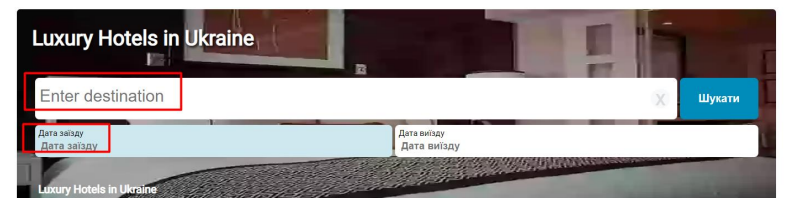 Luxury Hotels in Ukraine
Enter destination
X
Шукати
Дата заїзду
Дата заїзду
Дата виїзду
Дата виїзду
Luxury Hotels in Ukraine